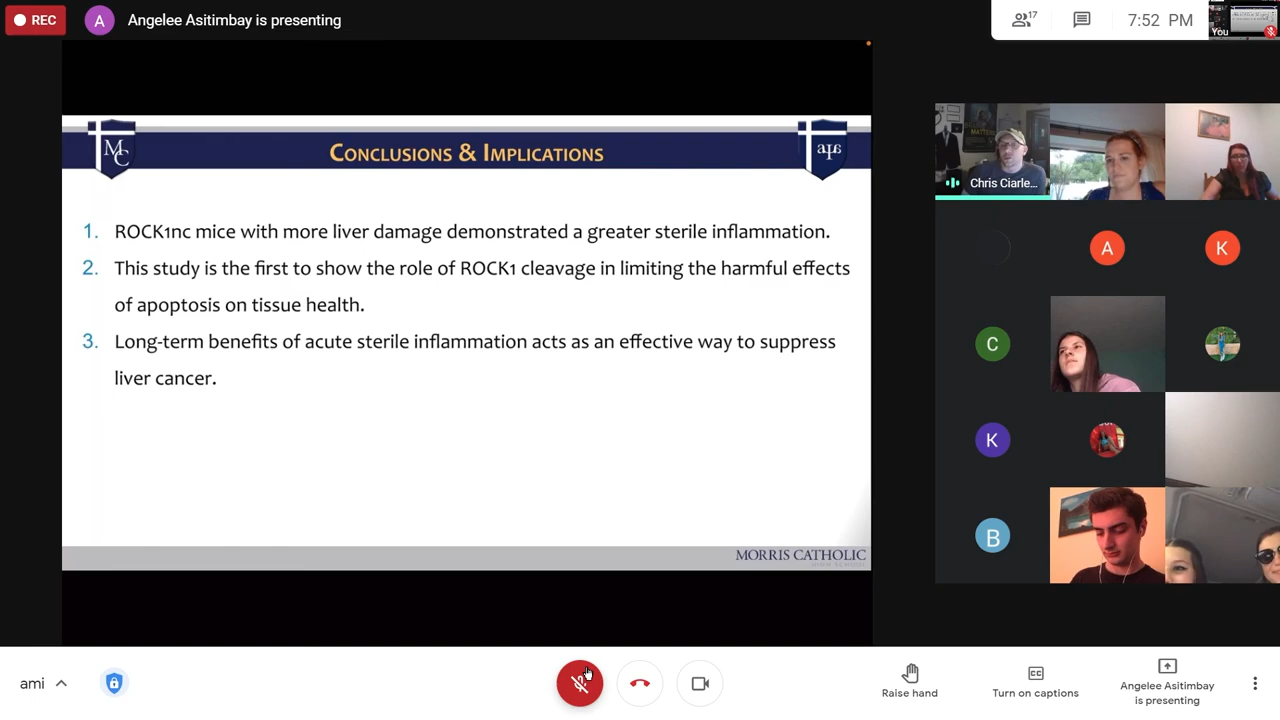 REC
A
Angelee Asitimbay is presenting
17
7:52 PM
You
MC
CONCLUSIONS & IMPLICATIONS
1. ROCK1nc mice with more liver damage demonstrated a greater sterile inflammation.
2. This study is the first to show the role of ROCK1 cleavage in limiting the harmful effects
of apoptosis on tissue health.
3. Long-term benefits of acute sterile inflammation acts as an effective way to suppress
liver cancer.
MORRIS CATHOLIC
HIGH SCHOOL
Chris Ciarle...
A
K
C
K
B
ami
Raise hand
CC
Turn on captions
Angelee Asitimbay
is presenting